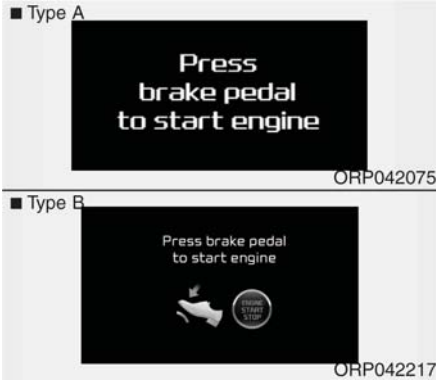 ■ Type A
Press
brake pedal
to start engine
ORP042075
■ Type B
Press brake pedal
to start engine
ENGINE
START
STOP
ORP042217